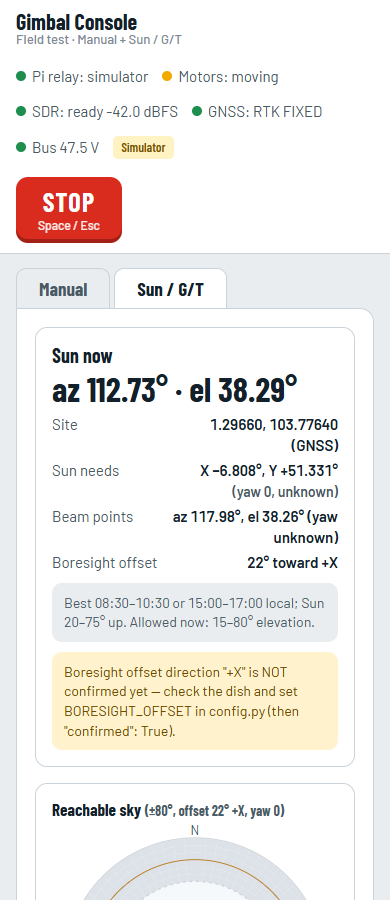 Gimbal Console
Field test · Manual + Sun / G/T
Pi relay: simulator Motors: moving
SDR: ready −42.0 dBFS GNSS: RTK FIXED
Bus 47.5 V Simulator
STOP
Space / Esc
Manual Sun / G/T
Sun now
az 112.73° · el 38.29°
Site 1.29660, 103.77640
(GNSS)
Sun needs X −6.808°, Y +51.331°
(yaw 0, unknown)
Beam points az 117.98°, el 38.26° (yaw
unknown)
Boresight offset 22° toward +X
Best 08:30–10:30 or 15:00–17:00 local; Sun
20–75° up. Allowed now: 15–80° elevation.
Boresight offset direction "+X" is NOT
confirmed yet — check the dish and set
BORESIGHT_OFFSET in config.py (then
"confirmed": True).
Reachable sky (±80°, offset 22° +X, yaw 0)
N